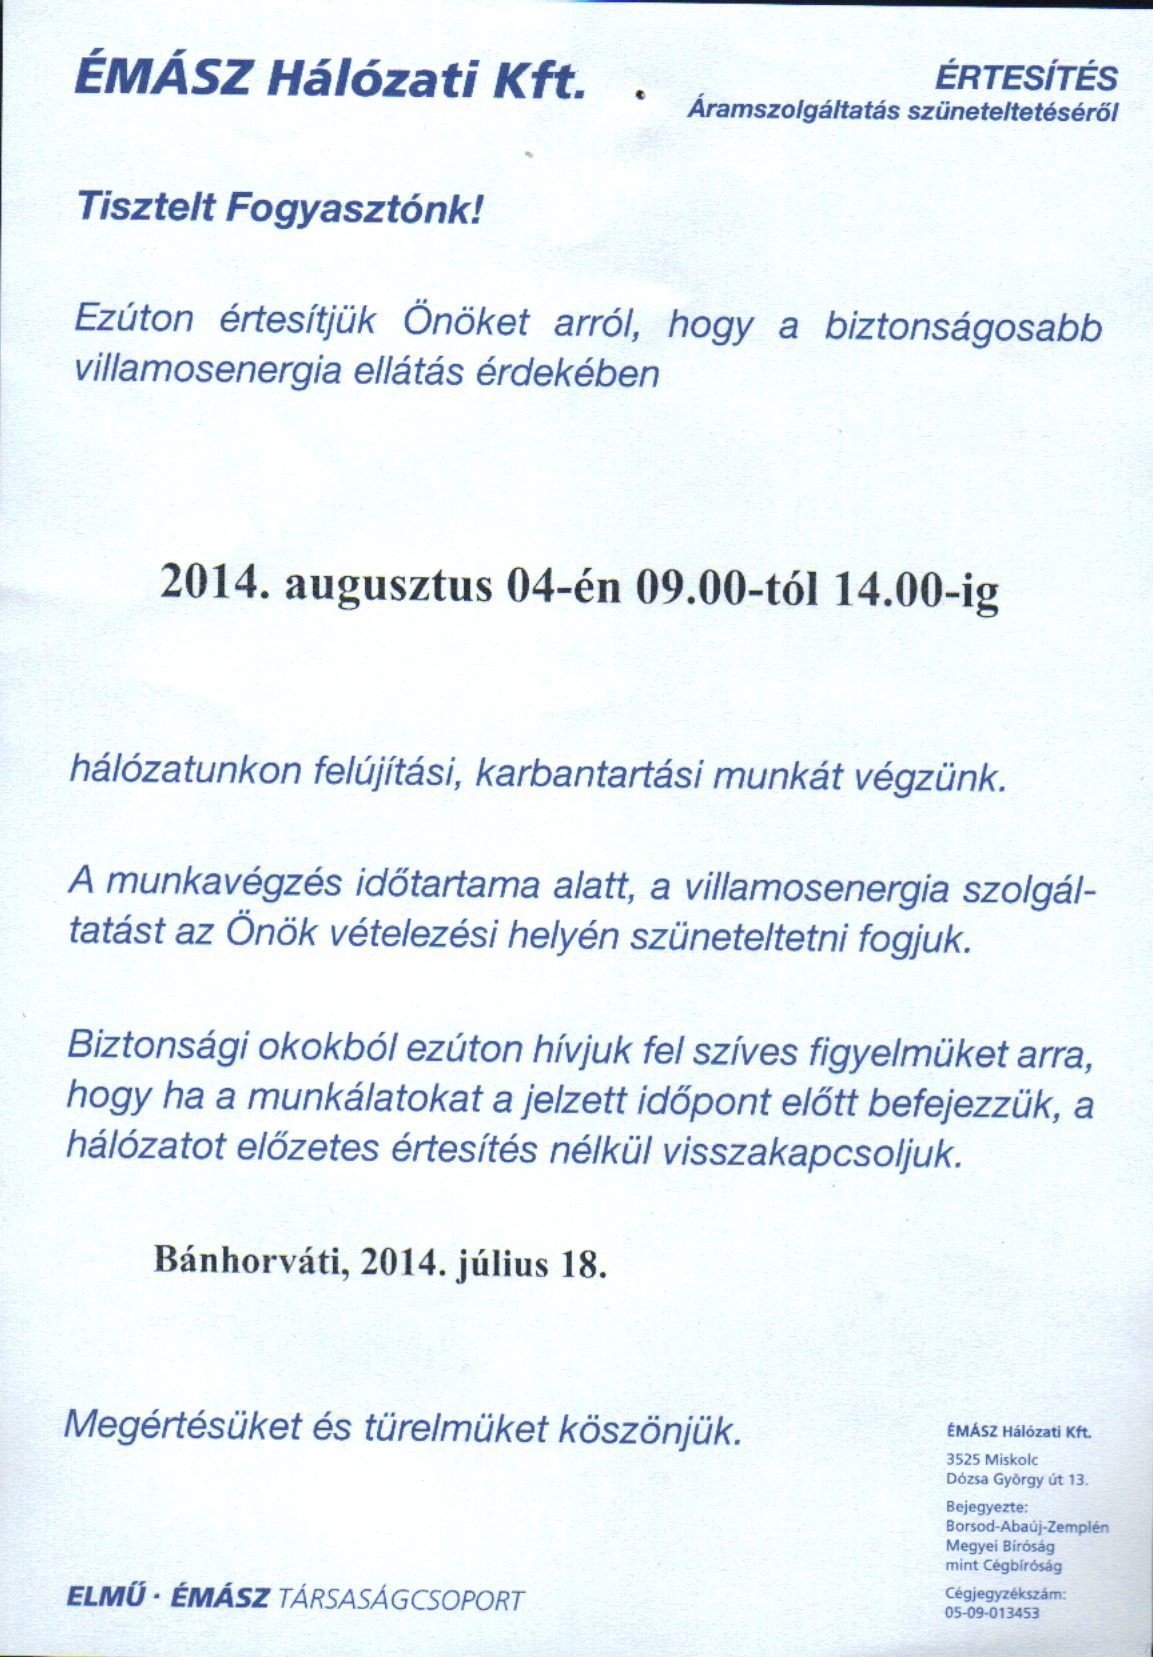 ÉMÁSZ Hálózati Kft.
ÉRTESÍTÉS
Áramszolgáltatás szüneteltetéséről
Tisztelt Fogyasztónk!
Ezúton értesítjük Önöket arról, hogy a biztonságosabb
villamosenergia ellátás érdekében
2014. augusztus 04-én 09.00-tól 14.00-ig
hálózatunkon felújítási, karbantartási munkát végzünk.
A munkavégzés időtartama alatt, a villamosenergia szolgál-
tatást az Önök vételezési helyén szüneteltetni fogjuk.
Biztonsági okokból ezúton hívjuk fel szíves figyelmüket arra,
hogy ha a munkálatokat a jelzett időpont előtt befejezzük, a
hálózatot előzetes értesítés nélkül visszakapcsoljuk.
Bánhorváti, 2014. július 18.
Megértésüket és türelmüket köszönjük.
ÉMÁSZ Hálózati Kft.
3525 Miskolc
Dózsa György út 13.
Bejegyezte:
Borsod-Abaúj-Zemplén
Megyei Bíróság
mint Cégbíróság
Cégjegyzékszám:
05-09-013453
ELMŰ · ÉMÁSZ TÁRSASÁGCSOPORT